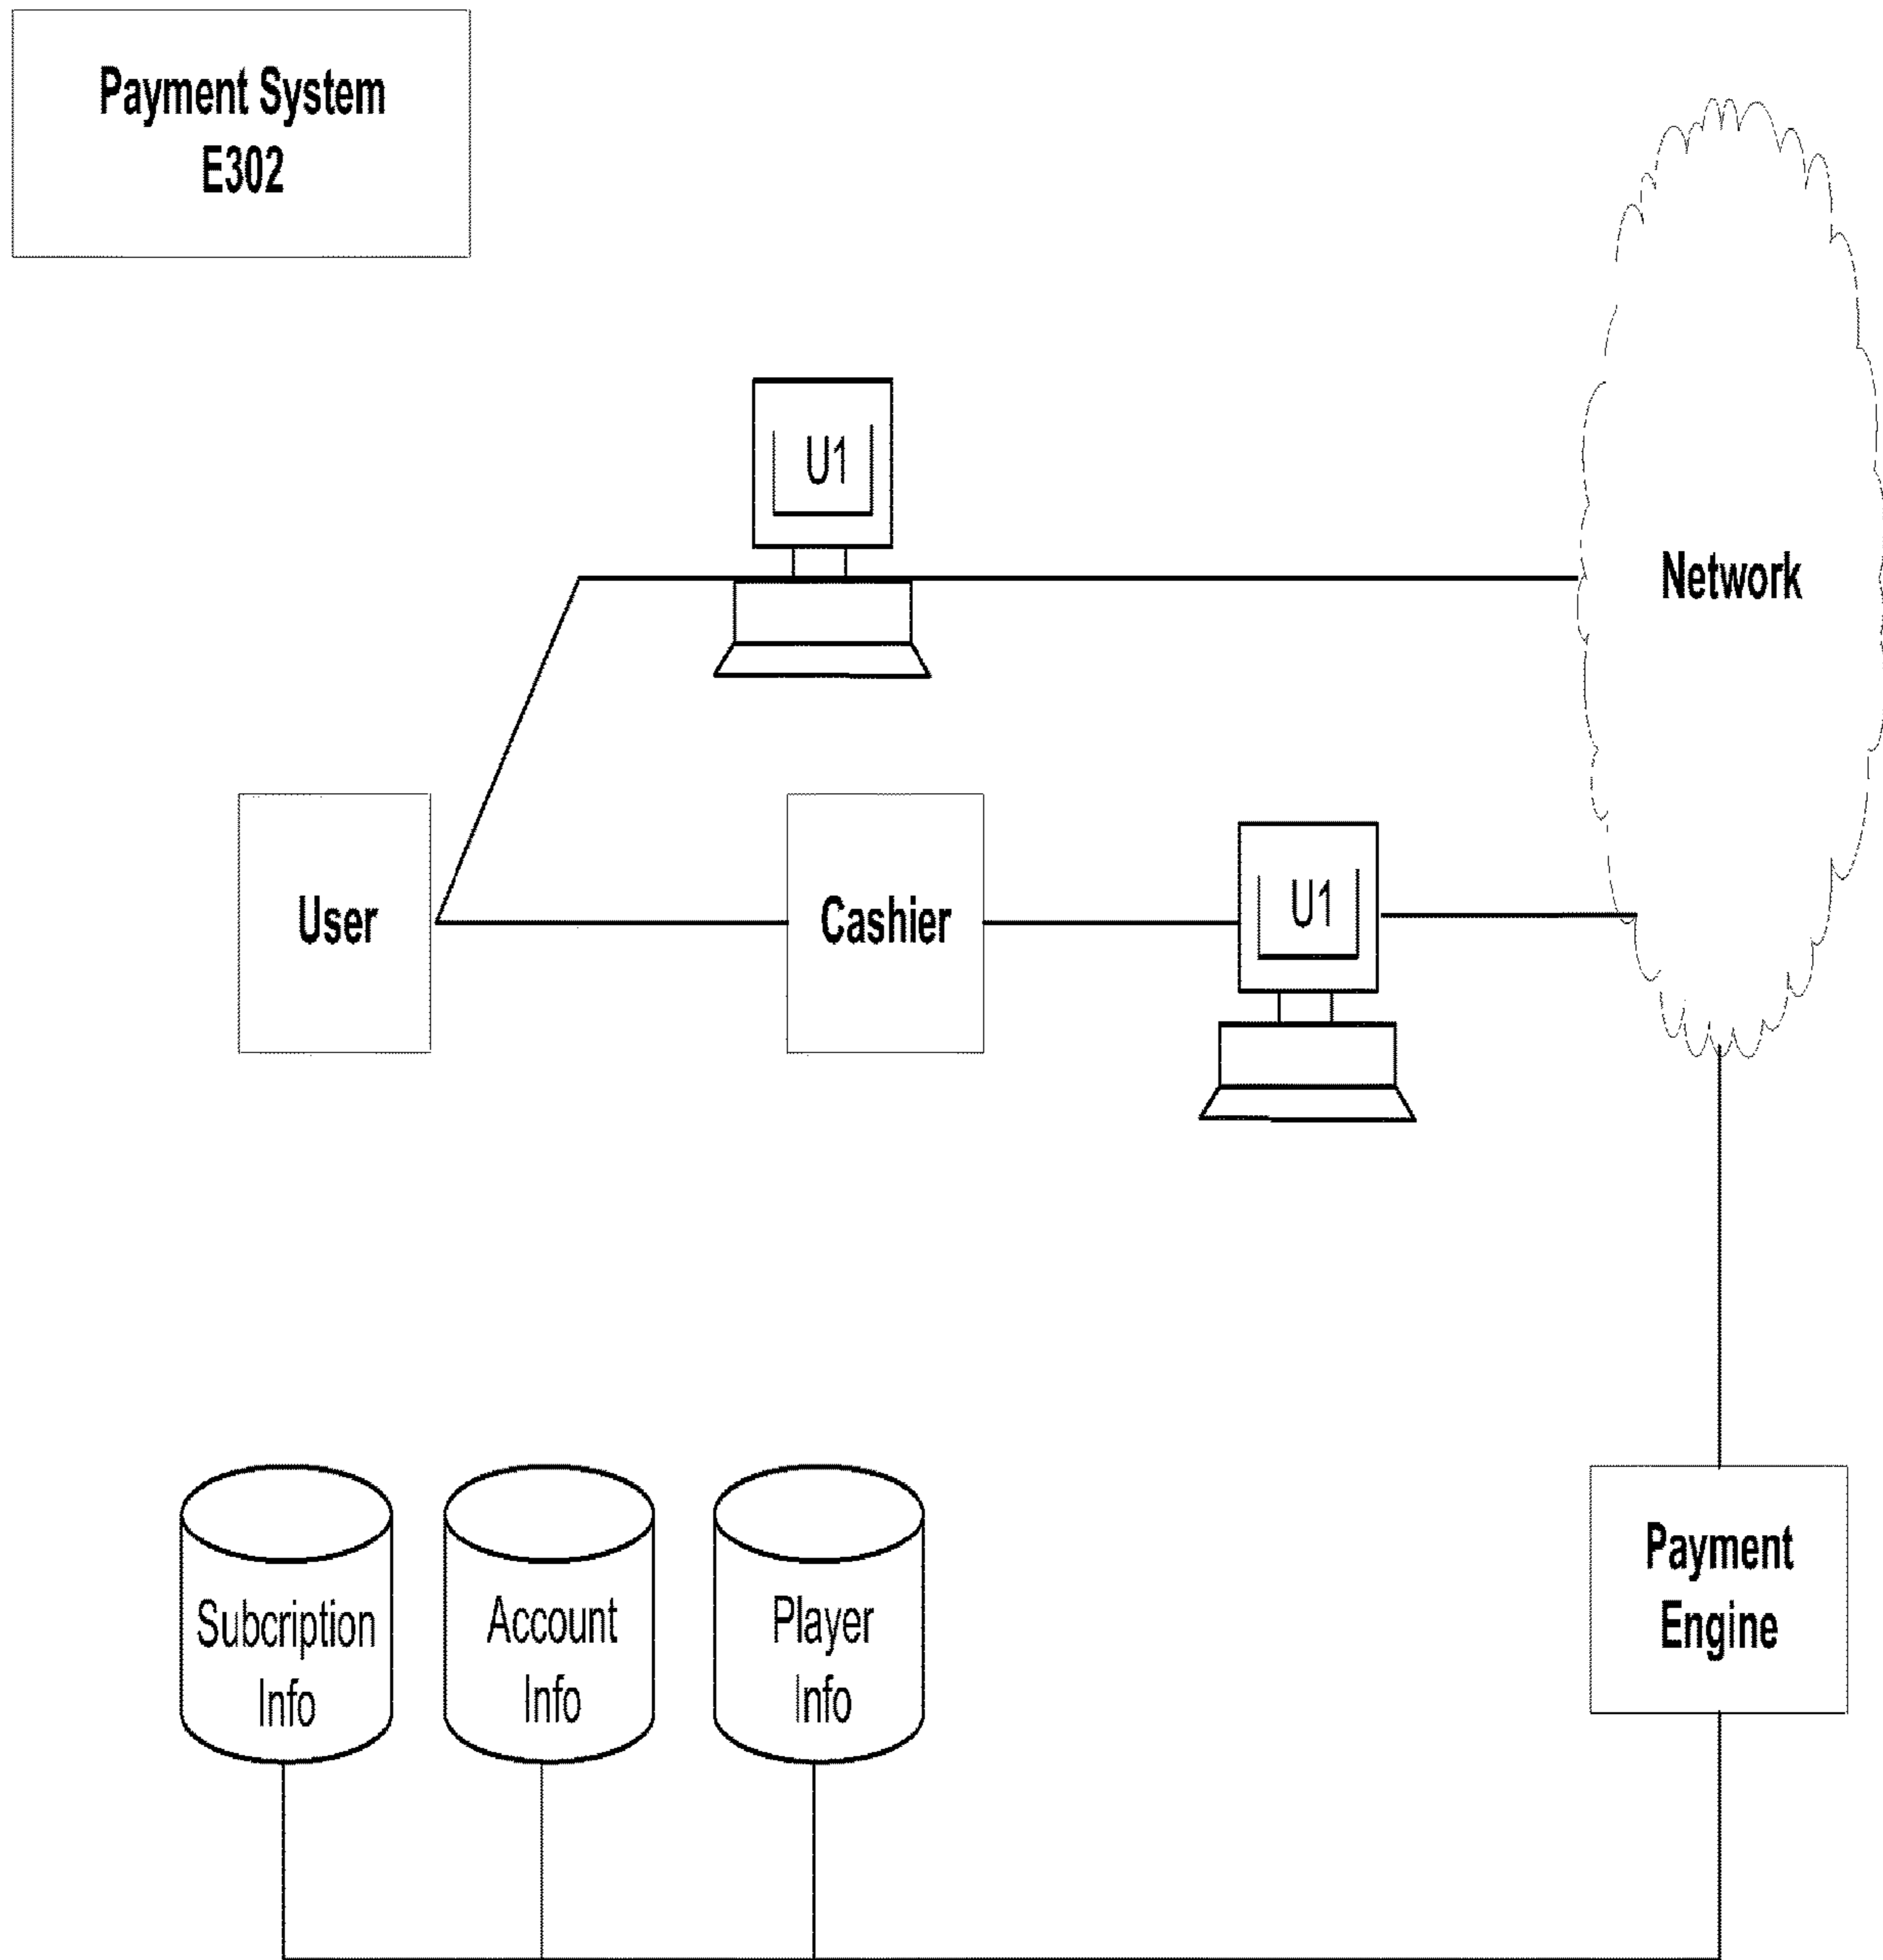 Payment System
E302
U1
Network
User
Cashier
U1
Subcription
Info
Account
Info
Player
Info
Payment
Engine